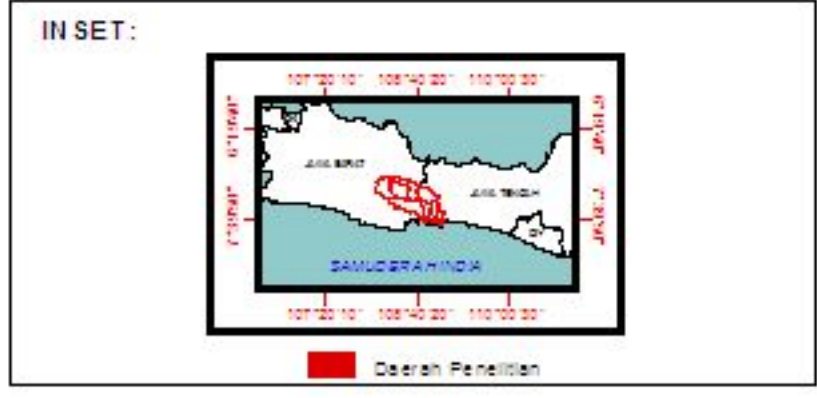 INSET:
107°20'10" 108°40'20" 110°00'30"
JAWA BARAT
JAWA TENGAH
DIY
SAMUDERA HINDIA
107°20'10" 108°40'20" 110°00'30"
Daerah Penelitian